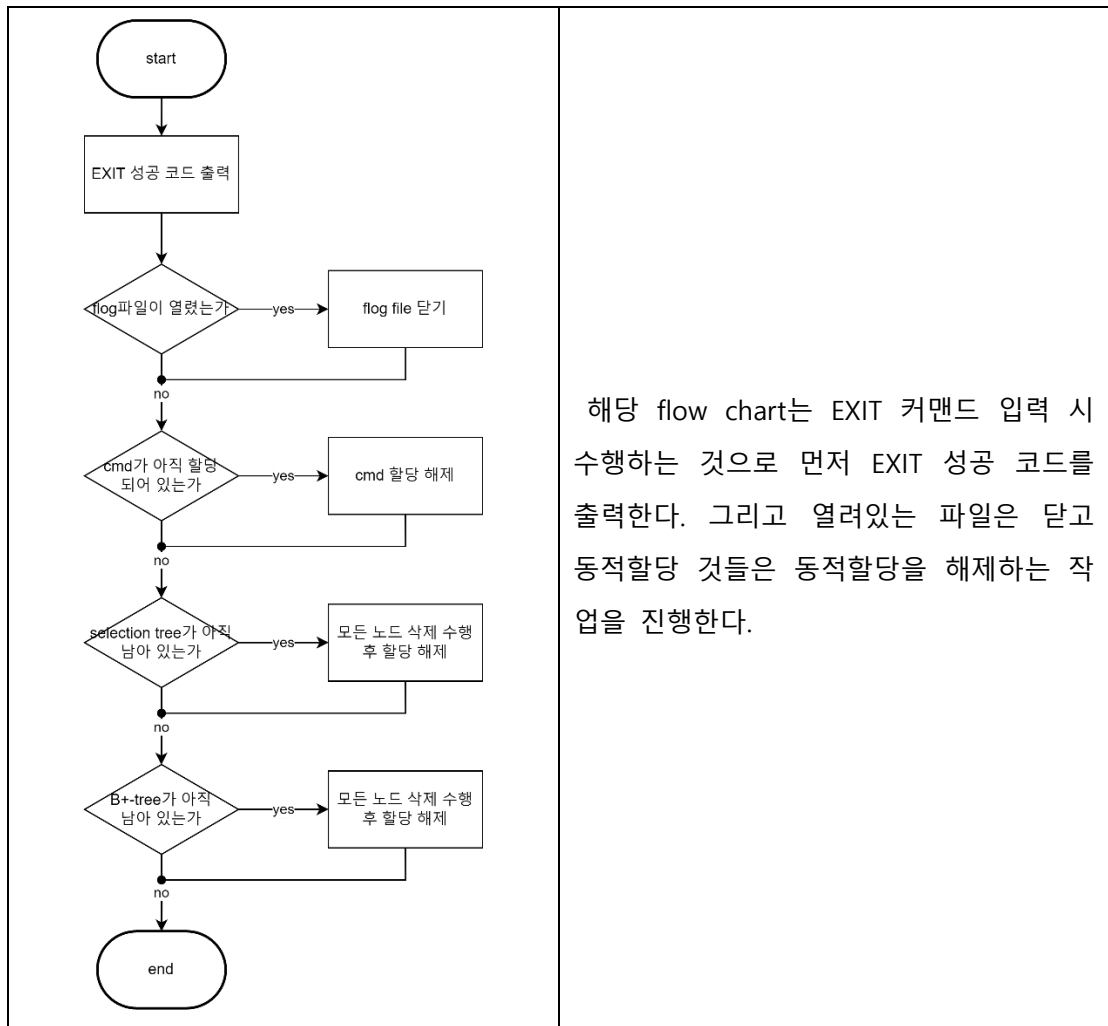 start
EXIT 성공 코드 출력
flog파일이 열렸는가
yes
flog file 닫기
no
cmd가 아직 할당
되어 있는가
yes
cmd 할당 해제
no
selection tree가 아직
남아 있는가
yes
모든 노드 삭제 수행
후 할당 해제
no
B+-tree가 아직
남아 있는가
yes
모든 노드 삭제 수행
후 할당 해제
no
end
해당 flow chart는 EXIT 커맨드 입력 시
수행하는 것으로 먼저 EXIT 성공 코드를
출력한다. 그리고 열려있는 파일은 닫고
동적할당 것들은 동적할당을 해제하는 작
업을 진행한다.